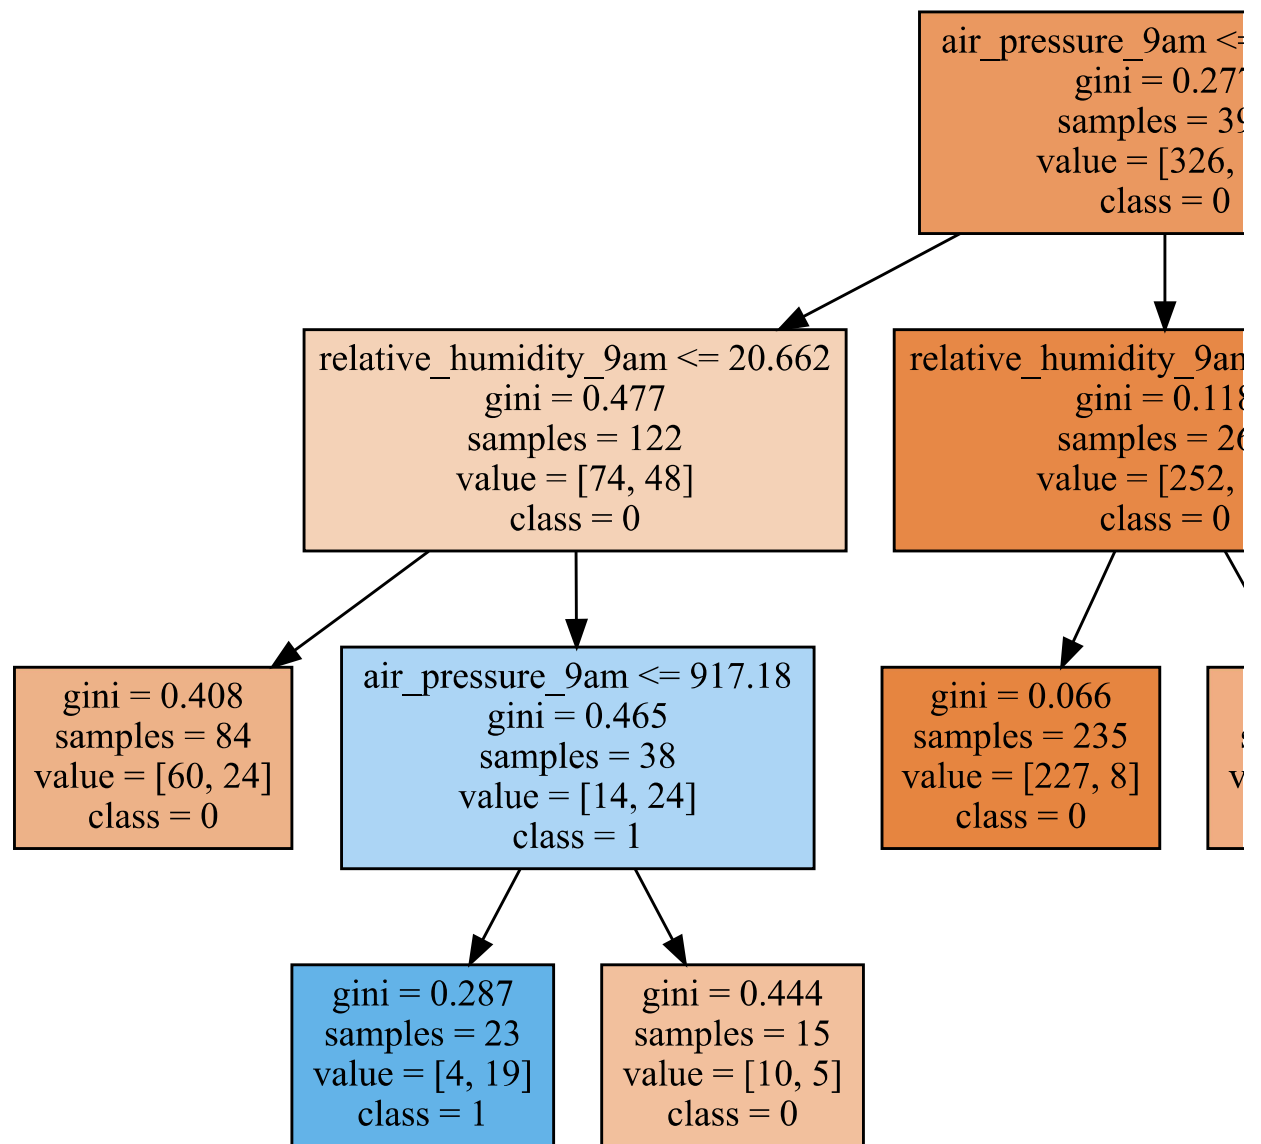 air_pressure_9am <=
gini = 0.277
samples = 39
value = [326,
class = 0
relative_humidity_9am <= 20.662
gini = 0.477
samples = 122
value = [74, 48]
class = 0
relative_humidity_9am
gini = 0.118
samples = 26
value = [252,
class = 0
gini = 0.408
samples = 84
value = [60, 24]
class = 0
air_pressure_9am <= 917.18
gini = 0.465
samples = 38
value = [14, 24]
class = 1
gini = 0.066
samples = 235
value = [227, 8]
class = 0
gini = 0.287
samples = 23
value = [4, 19]
class = 1
gini = 0.444
samples = 15
value = [10, 5]
class = 0